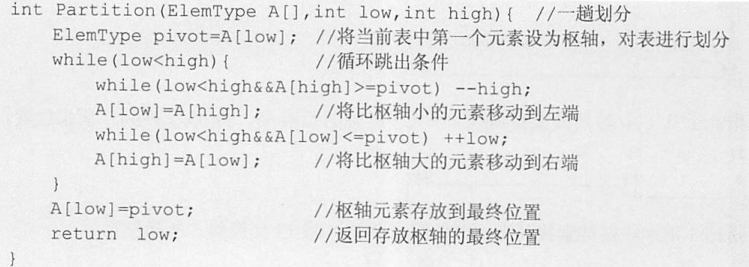 int Partition(ElemType A[],int low,int high){ //一趟划分
    ElemType pivot=A[low]; //将当前表中第一个元素设为枢轴，对表进行划分
    while(low<high){ //循环跳出条件
        while(low<high&&A[high]>=pivot) --high;
        A[low]=A[high]; //将比枢轴小的元素移动到左端
        while(low<high&&A[low]<=pivot) ++low;
        A[high]=A[low]; //将比枢轴大的元素移动到右端
    }
    A[low]=pivot; //枢轴元素存放到最终位置
    return low; //返回存放枢轴的最终位置
}